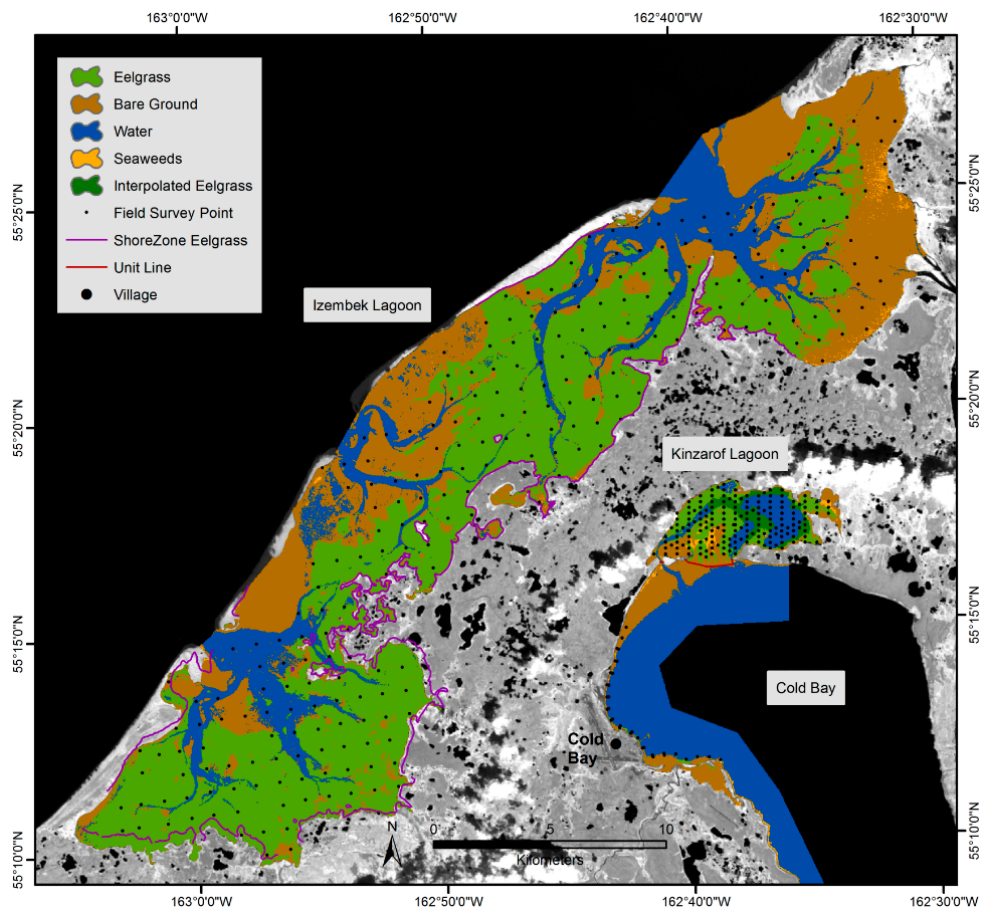 163°0'0"W
162°50'0"W
162°40'0"W
162°30'0"W
Eelgrass
Bare Ground
Water
Seaweeds
Interpolated Eelgrass
Field Survey Point
ShoreZone Eelgrass
Unit Line
Village
55°25'0"N
55°25'0"N
Izembek Lagoon
55°20'0"N
55°20'0"N
Kinzarof Lagoon
55°15'0"N
55°15'0"N
Cold Bay
Cold
Bay
N
0
5
10
Kilometers
55°10'0"N
55°10'0"N
163°0'0"W
162°50'0"W
162°40'0"W
162°30'0"W